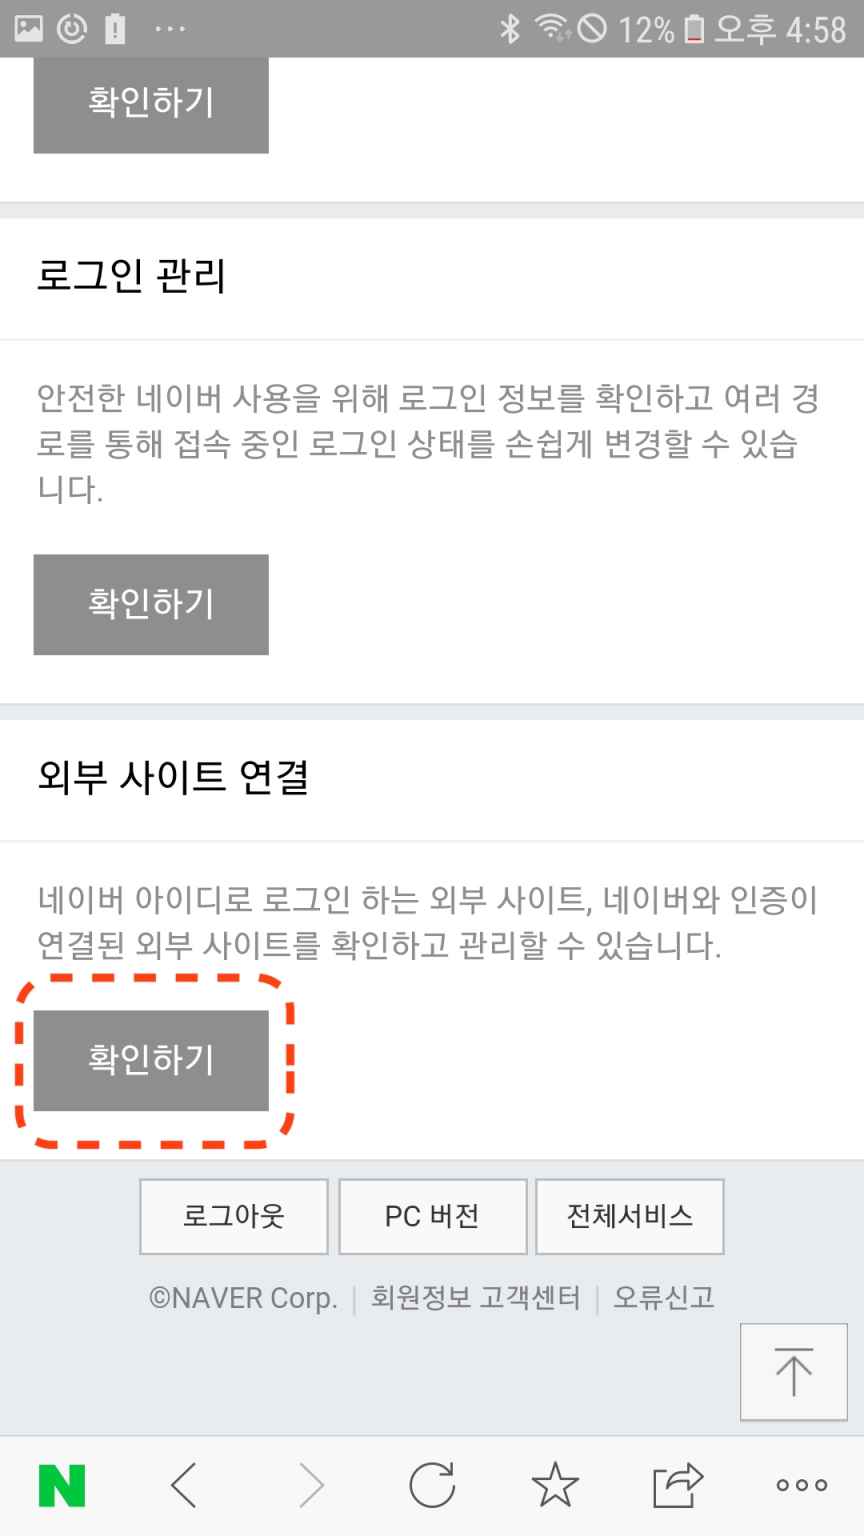 12% 오후 4:58
확인하기
로그인 관리
안전한 네이버 사용을 위해 로그인 정보를 확인하고 여러 경
로를 통해 접속 중인 로그인 상태를 손쉽게 변경할 수 있습
니다.
확인하기
외부 사이트 연결
네이버 아이디로 로그인 하는 외부 사이트, 네이버와 인증이
연결된 외부 사이트를 확인하고 관리할 수 있습니다.
확인하기
로그아웃 PC 버전 전체서비스
©NAVER Corp. | 회원정보 고객센터 | 오류신고
N